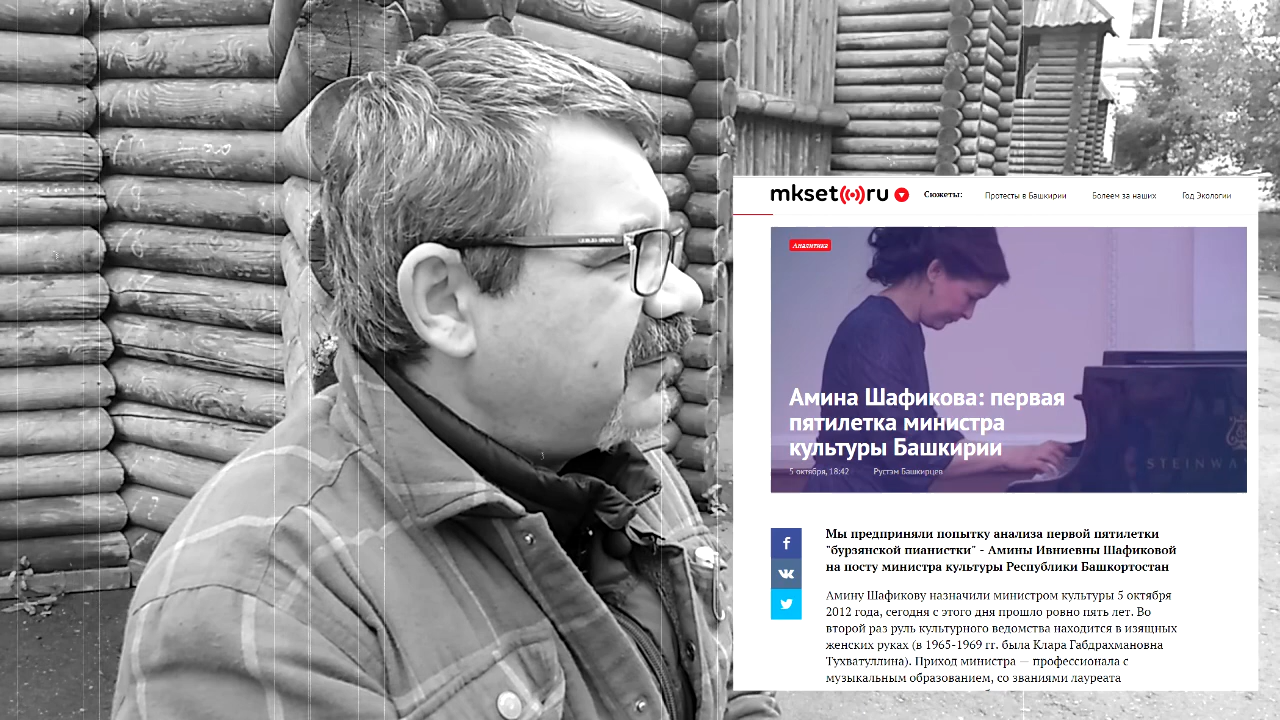 mkset((•))ru
Сюжеты: Протесты в Башкирии Болеем за наших Год Экологии
Аналитика
Амина Шафикова: первая
пятилетка министра
культуры Башкирии
5 октября, 18:42 Рустэм Башкирцев
STEINWA
Мы предприняли попытку анализа первой пятилетки
"бурзянской пианистки" - Амины Ивниевны Шафиковой
на посту министра культуры Республики Башкортостан
Амину Шафикову назначили министром культуры 5 октября
2012 года, сегодня с этого дня прошло ровно пять лет. Во
второй раз руль культурного ведомства находится в изящных
женских руках (в 1965-1969 гг. была Клара Габдрахмановна
Тухватуллина). Приход министра — профессионала с
музыкальным образованием, со званиями лауреата